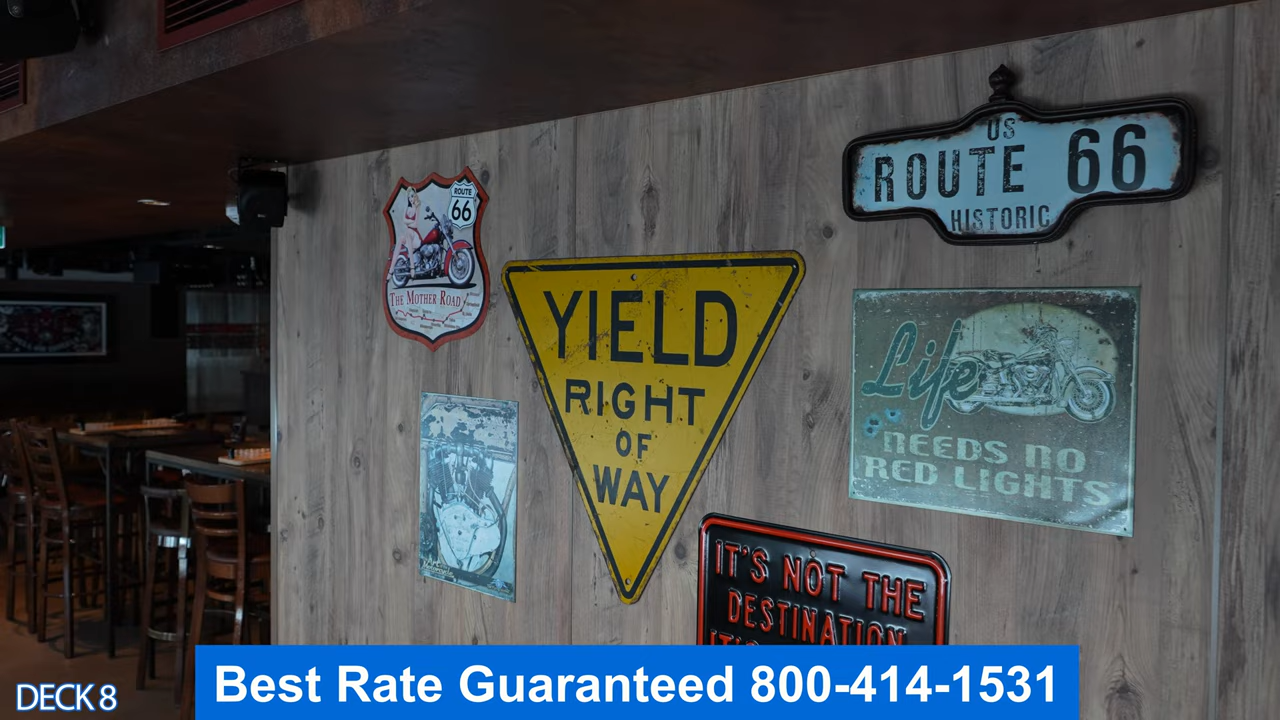 US
ROUTE 66
HISTORIC
ROUTE
66
THE MOTHER ROAD
YIELD
RIGHT
OF
WAY
Life
NEEDS NO
RED LIGHTS
IT'S NOT THE
DESTINATION
DECK 8
Best Rate Guaranteed 800-414-1531